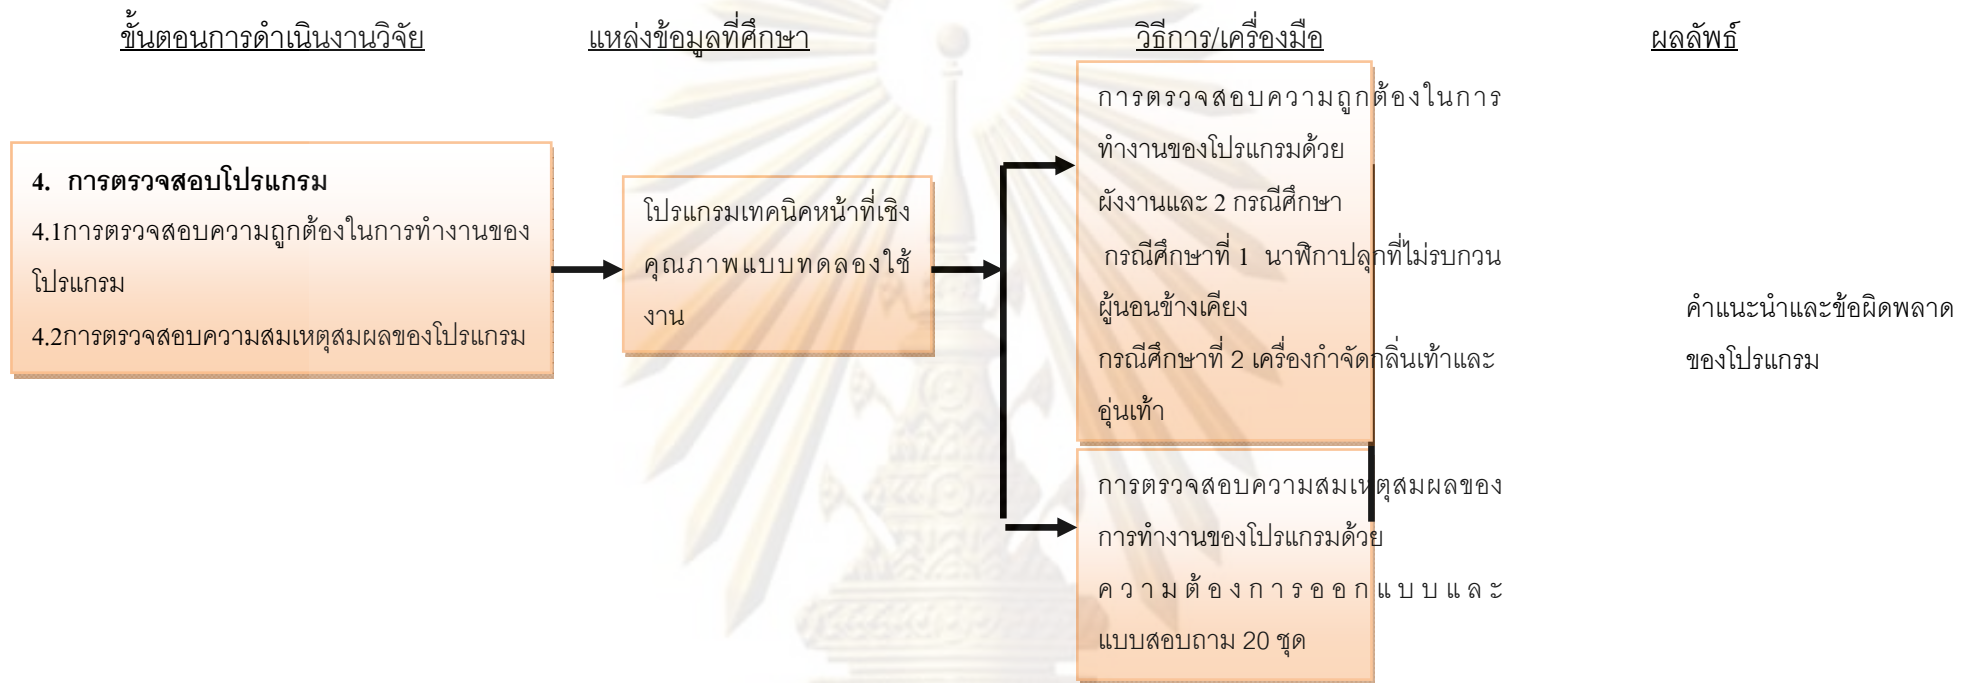 ขั้นตอนการดำเนินงานวิจัย
แหล่งข้อมูลที่ศึกษา
วิธีการ/เครื่องมือ
ผลลัพธ์
4. การตรวจสอบโปรแกรม
4.1การตรวจสอบความถูกต้องในการทำงานของ
โปรแกรม
4.2การตรวจสอบความสมเหตุสมผลของโปรแกรม
โปรแกรมเทคนิคหน้าที่เชิง
คุณภาพแบบทดลองใช้
งาน
การตรวจสอบความถูกต้องในการ
ทำงานของโปรแกรมด้วย
ผังงานและ 2 กรณีศึกษา
กรณีศึกษาที่ 1 นาฬิกาปลุกที่ไม่รบกวน
ผู้นอนข้างเคียง
กรณีศึกษาที่ 2 เครื่องกำจัดกลิ่นเท้าและ
อุ่นเท้า
การตรวจสอบความสมเหตุสมผลของ
การทำงานของโปรแกรมด้วย
ความต้องการออกแบบและ
แบบสอบถาม 20 ชุด
คำแนะนำและข้อผิดพลาด
ของโปรแกรม